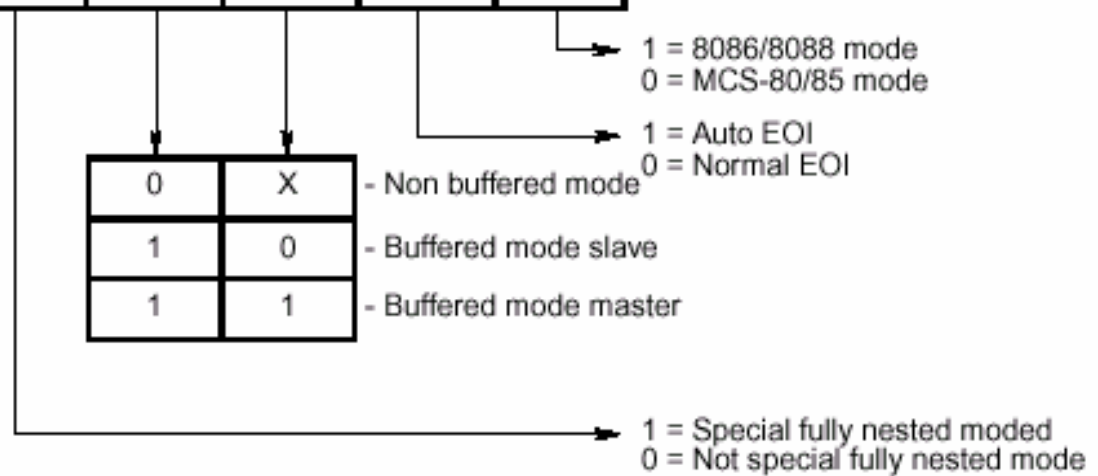 1 = 8086/8088 mode
0 = MCS-80/85 mode
1 = Auto EOI
0 = Normal EOI
0 X - Non buffered mode
1 0 - Buffered mode slave
1 1 - Buffered mode master
1 = Special fully nested moded
0 = Not special fully nested mode